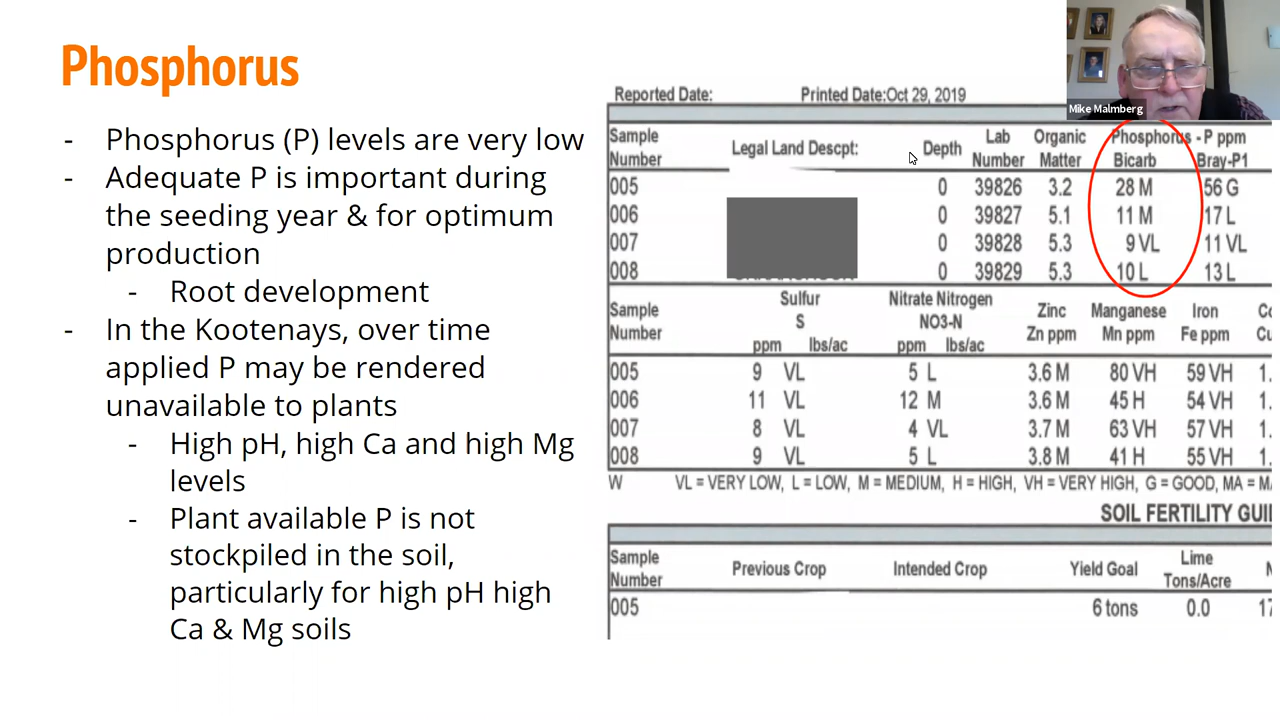 Phosphorus
- Phosphorus (P) levels are very low
- Adequate P is important during
the seeding year & for optimum
production
- Root development
- In the Kootenays, over time
applied P may be rendered
unavailable to plants
- High pH, high Ca and high Mg
levels
- Plant available P is not
stockpiled in the soil,
particularly for high pH high
Ca & Mg soils
Mike Malmberg
Reported Date: Printed Date:Oct 29, 2019
Sample Legal Land Descpt: Depth Lab Organic Phosphorus - P ppm
Number Number Matter Bicarb Bray-P1
005 0 39826 3.2 28 M 56 G
006 0 39827 5.1 11 M 17 L
007 0 39828 5.3 9 VL 11 VL
008 0 39829 5.3 10 L 13 L
Sample Sulfur Nitrate Nitrogen Zinc Manganese Iron
Number S NO3-N Zn ppm Mn ppm Fe ppm
ppm lbs/ac ppm lbs/ac
005 9 VL 5 L 3.6 M 80 VH 59 VH 1.
006 11 VL 12 M 3.6 M 45 H 54 VH 1.
007 8 VL 4 VL 3.7 M 63 VH 57 VH 1.
008 9 VL 5 L 3.8 M 41 H 55 VH 1.
W VL = VERY LOW, L = LOW, M = MEDIUM, H = HIGH, VH = VERY HIGH, G = GOOD, MA =
SOIL FERTILITY
Sample Previous Crop Intended Crop Yield Goal Lime
Number Tons/Acre
005 6 tons 0.0 17